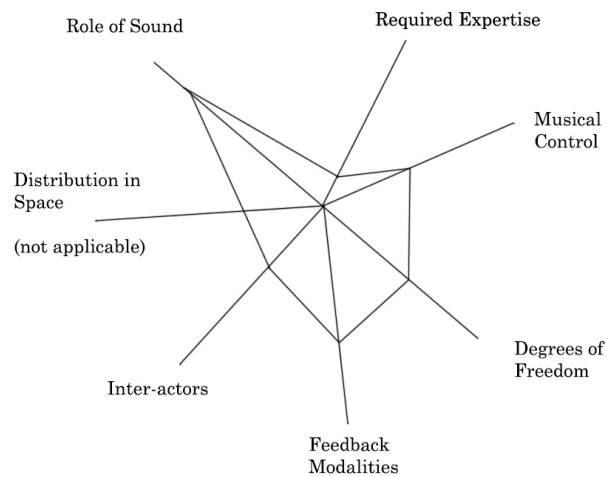 Role of Sound
Required Expertise
Musical
Control
Distribution in
Space
(not applicable)
Degrees of
Freedom
Inter-actors
Feedback
Modalities